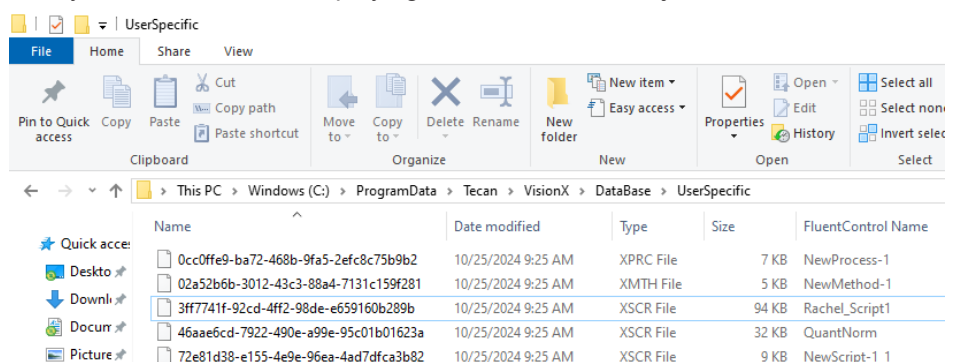 UserSpecific
File Home Share View
Pin to Quick access Copy Paste Cut Copy path Paste shortcut Move to Copy to Delete Rename New folder New item Easy access Properties Open Edit History Select all Select none Invert selec
Clipboard Organize New Open Select
This PC > Windows (C:) > ProgramData > Tecan > VisionX > DataBase > UserSpecific
Name Date modified Type Size FluentControl Name
Quick acce
Deskto
Downl
Docum
Picture
0cc0ffe9-ba72-468b-9fa5-2efc8c75b9b2 10/25/2024 9:25 AM XPRC File 7 KB NewProcess-1
02a52b6b-3012-43c3-88a4-7131c159f281 10/25/2024 9:25 AM XMTH File 5 KB NewMethod-1
3ff7741f-92cd-4ff2-98de-e659160b289b 10/25/2024 9:25 AM XSCR File 94 KB Rachel_Script1
46aae6cd-7922-490e-a99e-95c01b01623a 10/25/2024 9:25 AM XSCR File 32 KB QuantNorm
72e81d38-e155-4e9e-96ea-4ad7dfca3b82 10/25/2024 9:25 AM XSCR File 9 KB NewScript-1_1